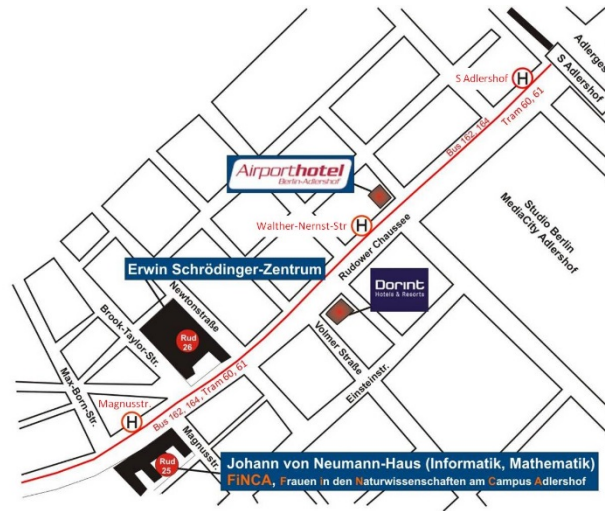 Adlerges
S Adlershof
S Adlershof
H
Bus 162, 164
Tram 60, 61
Airporthotel
Berlin-Adlershof
Walther-Nernst-Str
H
Studio Berlin
MediaCity Adlershof
Rudower Chaussee
Erwin Schrödinger-Zentrum
Dorint
Hotels & Resorts
Newtonstraße
Brook-Taylor-Str.
Rud
26
Volmer Straße
Einsteinstr.
Max-Born-Str.
Bus 162, 164, Tram 60, 61
Magnusstr.
H
Magnusstr.
Rud
25
Johann von Neumann-Haus (Informatik, Mathematik)
FiNCA, Frauen in den Naturwissenschaften am Campus Adlershof